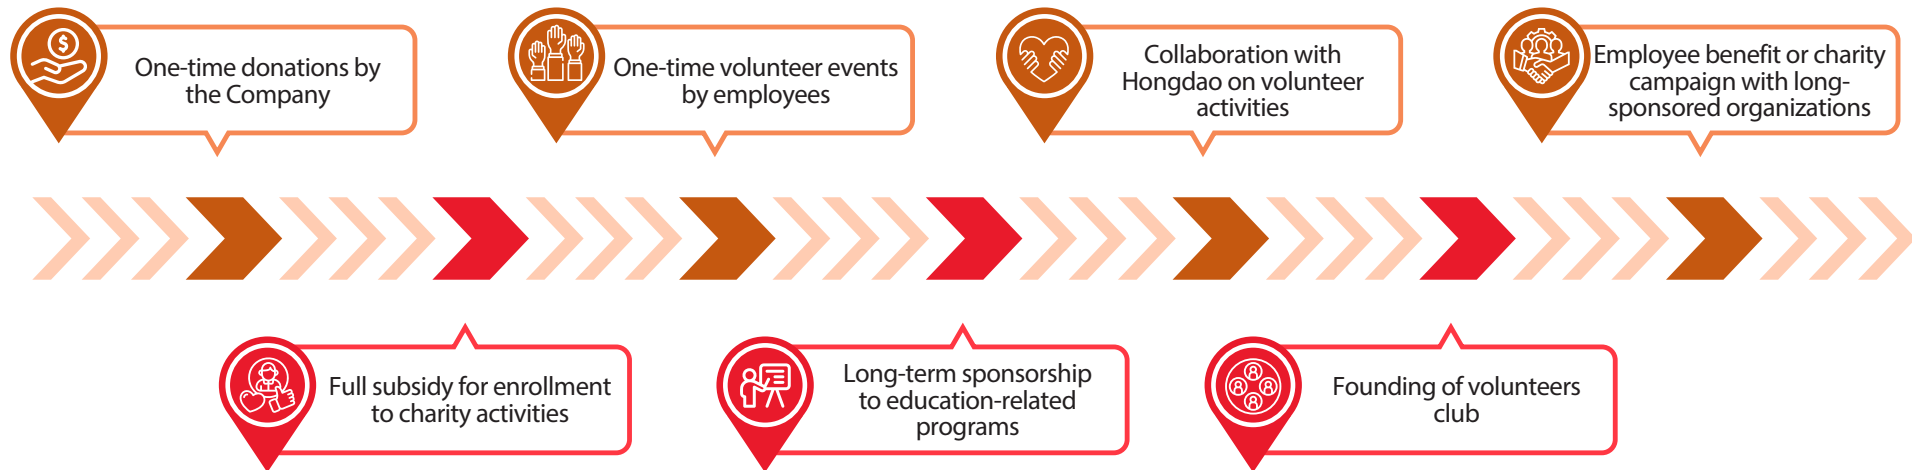 One-time donations by
the Company
One-time volunteer events
by employees
Collaboration with
Hongdao on volunteer
activities
Employee benefit or charity
campaign with long-
sponsored organizations
$
Full subsidy for enrollment
to charity activities
Long-term sponsorship
to education-related
programs
Founding of volunteers
club